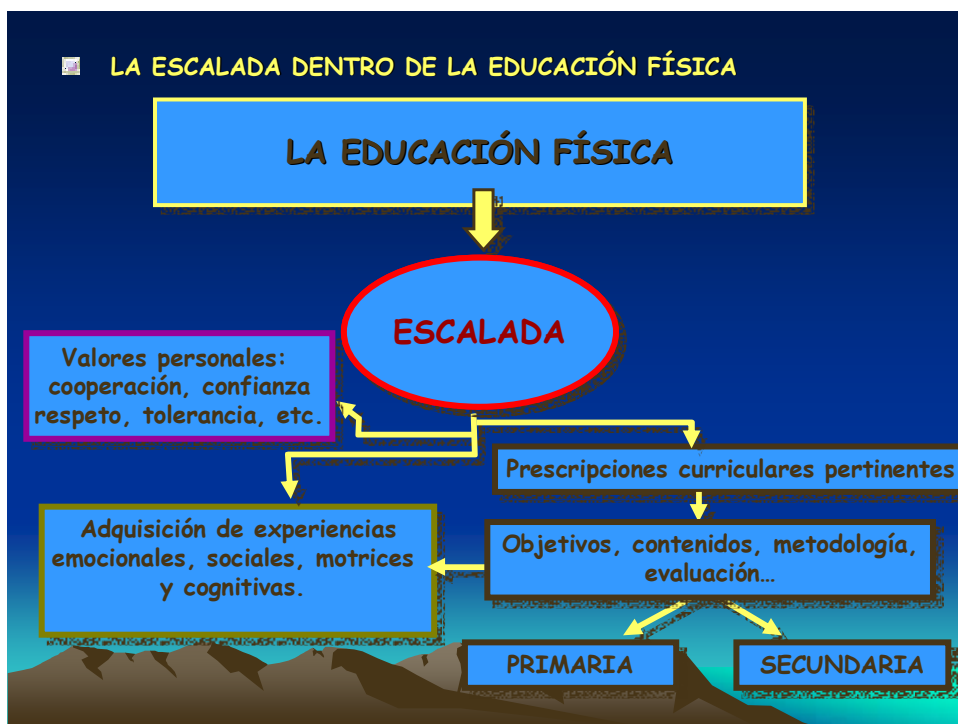 LA ESCALADA DENTRO DE LA EDUCACIÓN FÍSICA
LA EDUCACIÓN FÍSICA
ESCALADA
Valores personales:
cooperación, confianza
respeto, tolerancia, etc.
Prescripciones curriculares pertinentes
Adquisición de experiencias
emocionales, sociales, motrices
y cognitivas.
Objetivos, contenidos, metodología,
evaluación…
PRIMARIA
SECUNDARIA